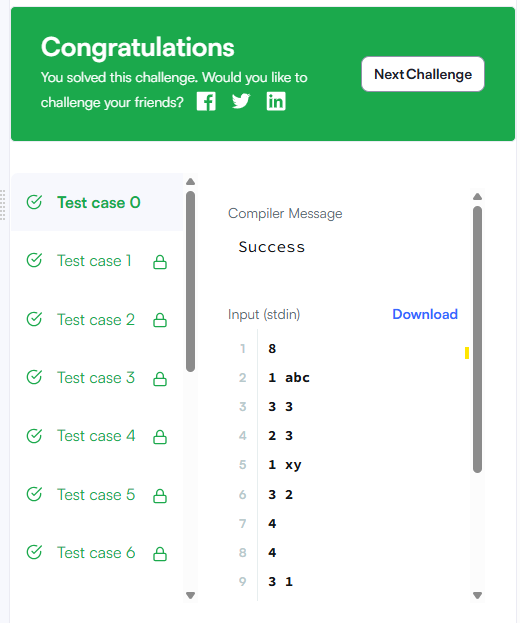 Congratulations
You solved this challenge. Would you like to
challenge your friends?
Next Challenge
Test case 0
Test case 1
Test case 2
Test case 3
Test case 4
Test case 5
Test case 6
Compiler Message
Success
Input (stdin)
Download
1 8
2 1 abc
3 3 3
4 2 3
5 1 xy
6 3 2
7 4
8 4
9 3 1